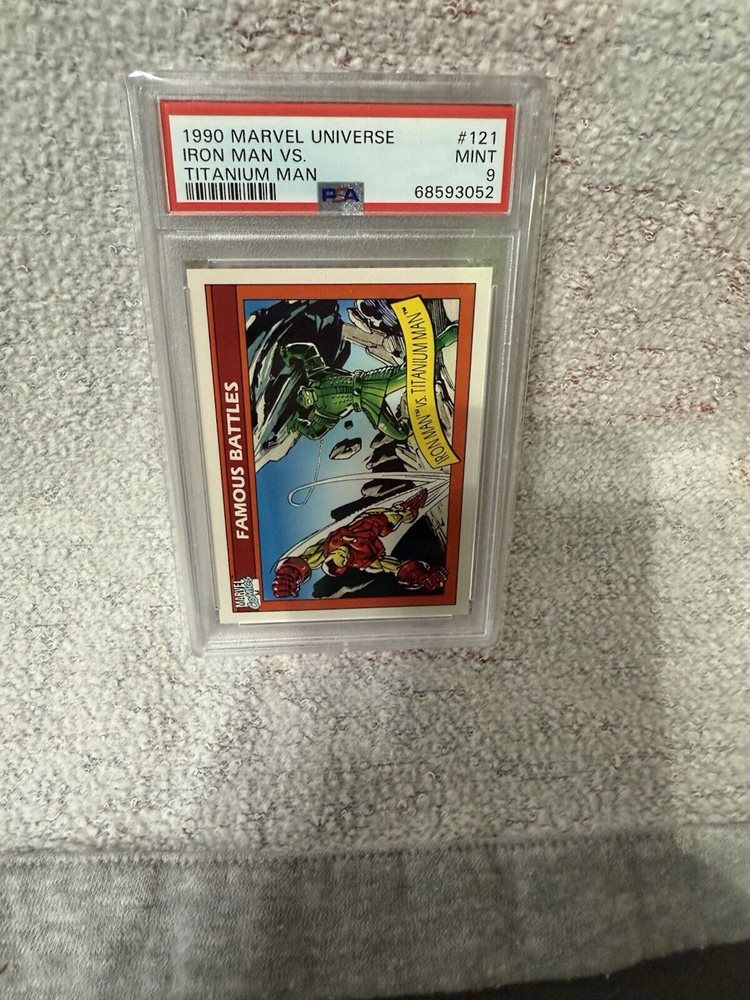 1990 MARVEL UNIVERSE #121
IRON MAN VS. MINT
TITANIUM MAN 9
PSA 68593052
FAMOUS BATTLES
IRON MAN™ VS. TITANIUM MAN™
MARVEL
COMICS